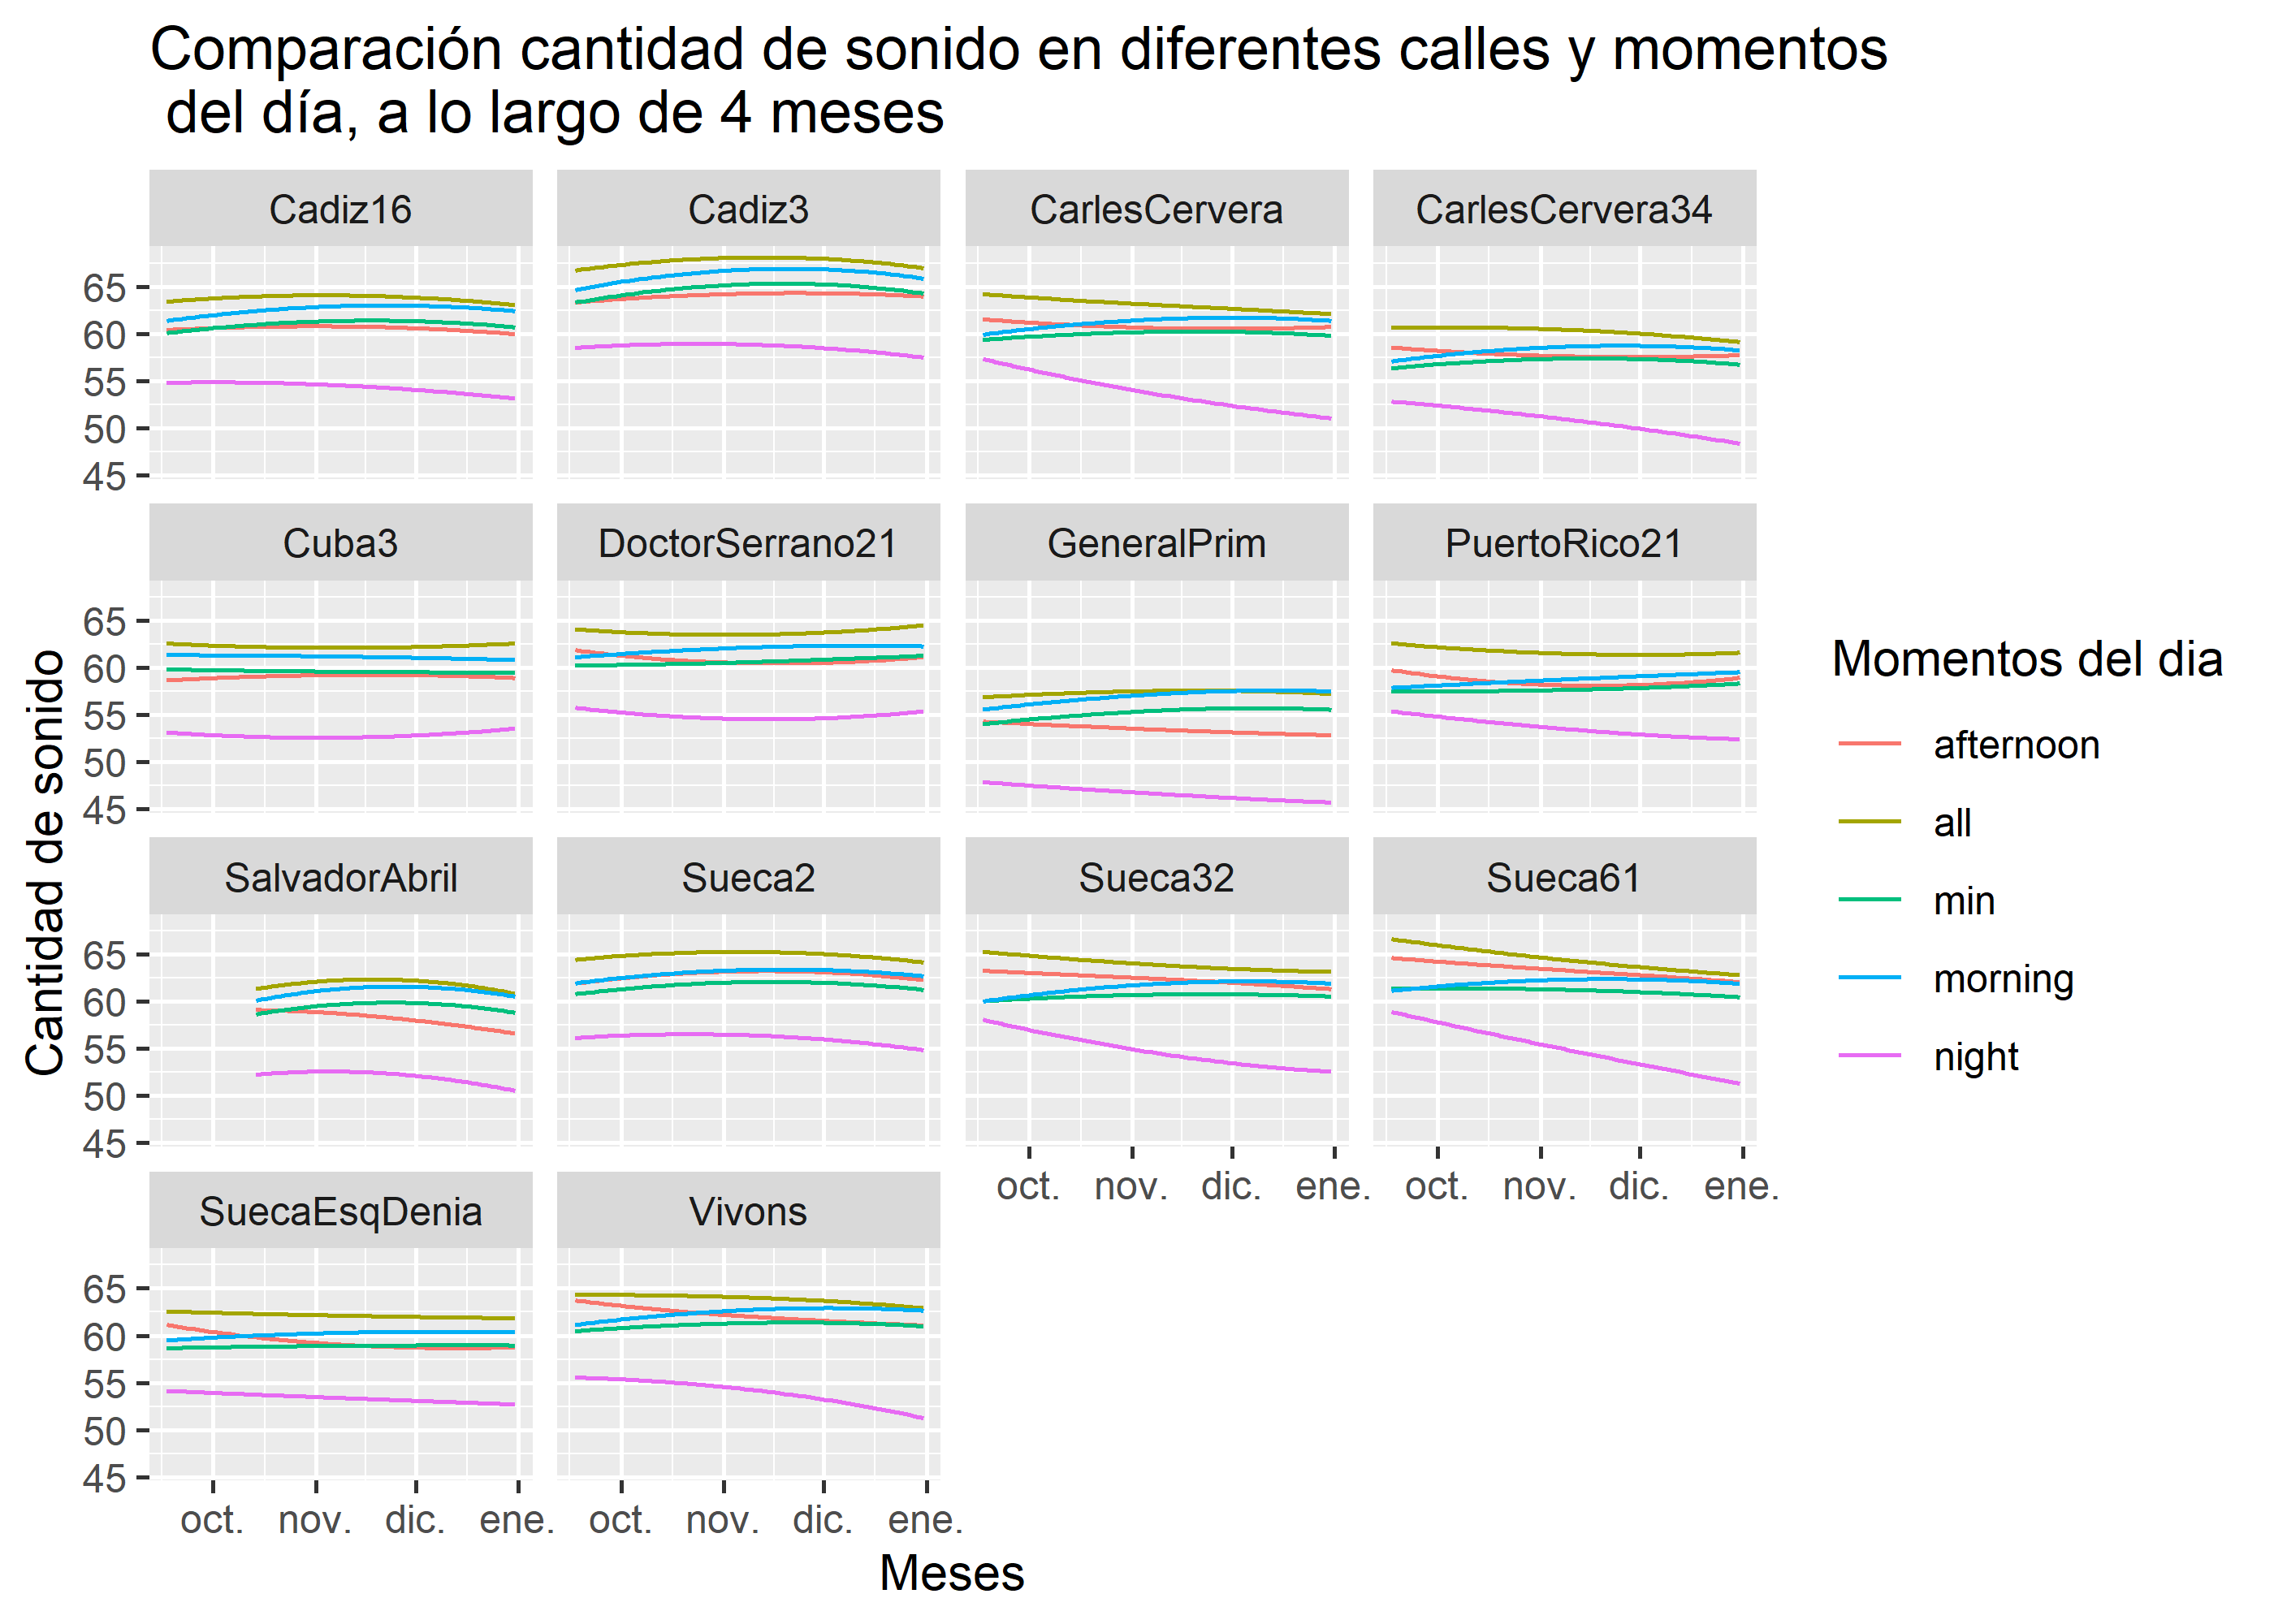 Comparación cantidad de sonido en diferentes calles y momentos
del día, a lo largo de 4 meses
Cadiz16
Cadiz3
CarlesCervera
CarlesCervera34
65
60
55
50
45
Cuba3
DoctorSerrano21
GeneralPrim
PuertoRico21
65
60
55
50
45
SalvadorAbril
Sueca2
Sueca32
Sueca61
65
60
55
50
45
oct. nov. dic. ene.
oct. nov. dic. ene.
SuecaEsqDenia
Vivons
65
60
55
50
45
oct. nov. dic. ene.
oct. nov. dic. ene.
Meses
Cantidad de sonido
Momentos del dia
afternoon
all
min
morning
night